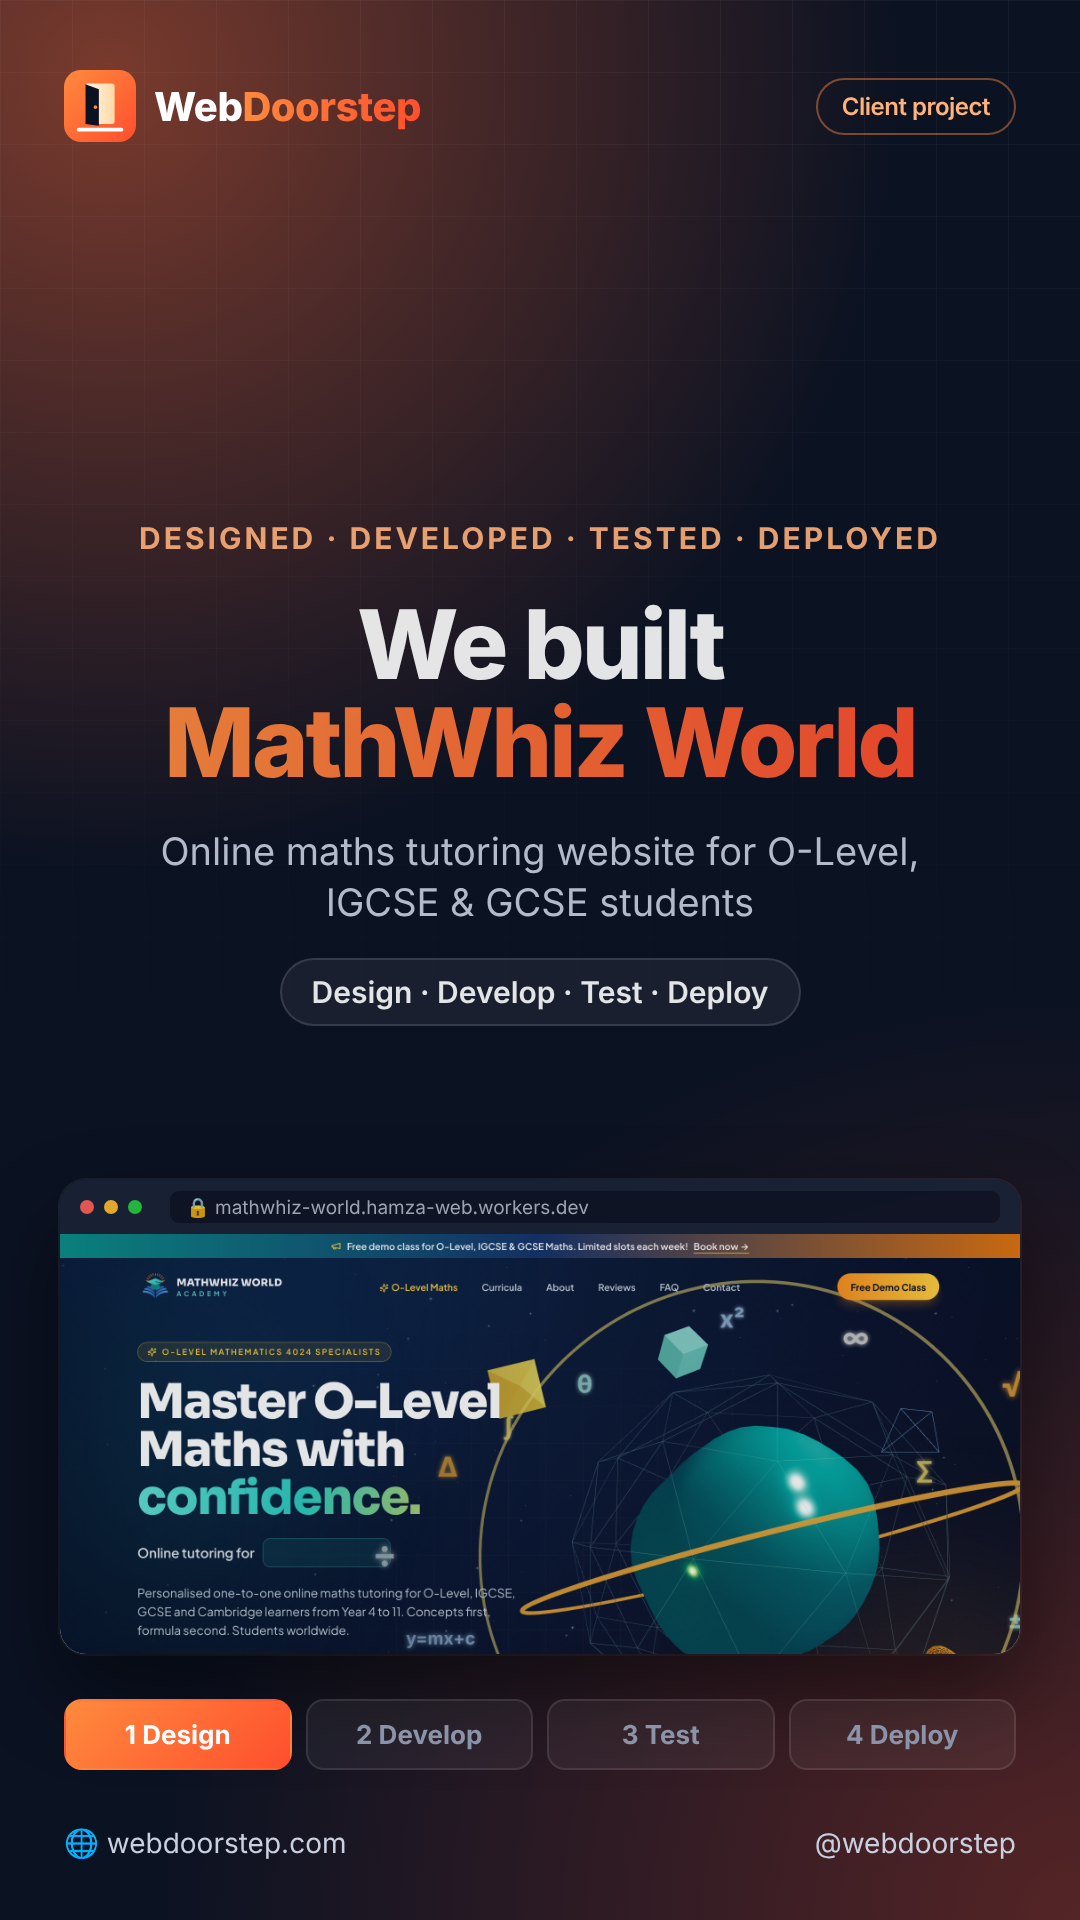 WebDoorstep
Client project
DESIGNED · DEVELOPED · TESTED · DEPLOYED
We built
MathWhiz World
Online maths tutoring website for O-Level,
IGCSE & GCSE students
Design · Develop · Test · Deploy
mathwhiz-world.hamza-web.workers.dev
Free demo class for O-Level, IGCSE & GCSE Maths. Limited slots each week! Book now →
MATHWHIZ WORLD
ACADEMY
O-Level Maths Curricula About Reviews FAQ Contact
Free Demo Class
O-LEVEL MATHEMATICS 4024 SPECIALISTS
Master O-Level
Maths with
confidence.
Online tutoring for
Personalised one-to-one online maths tutoring for O-Level, IGCSE,
GCSE and Cambridge learners from Year 4 to 11. Concepts first,
formula second. Students worldwide.
x²
∞
θ
√
∫
Δ
Σ
÷
±
y=mx+c
1 Design
2 Develop
3 Test
4 Deploy
webdoorstep.com
@webdoorstep